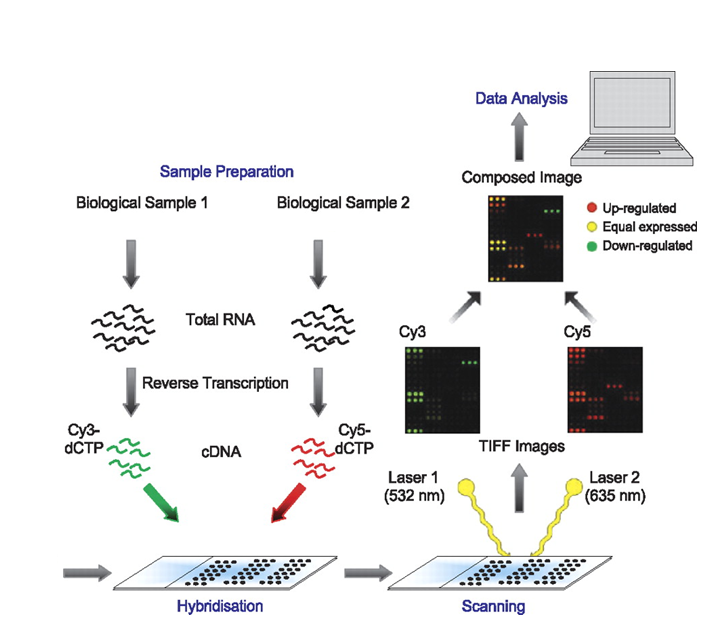 Data Analysis
Sample Preparation
Composed Image
Biological Sample 1
Biological Sample 2
Up-regulated
Equal expressed
Down-regulated
Total RNA
Cy3
Cy5
Reverse Transcription
Cy3-
dCTP
cDNA
Cy5-
dCTP
TIFF Images
Laser 1
(532 nm)
Laser 2
(635 nm)
Hybridisation
Scanning